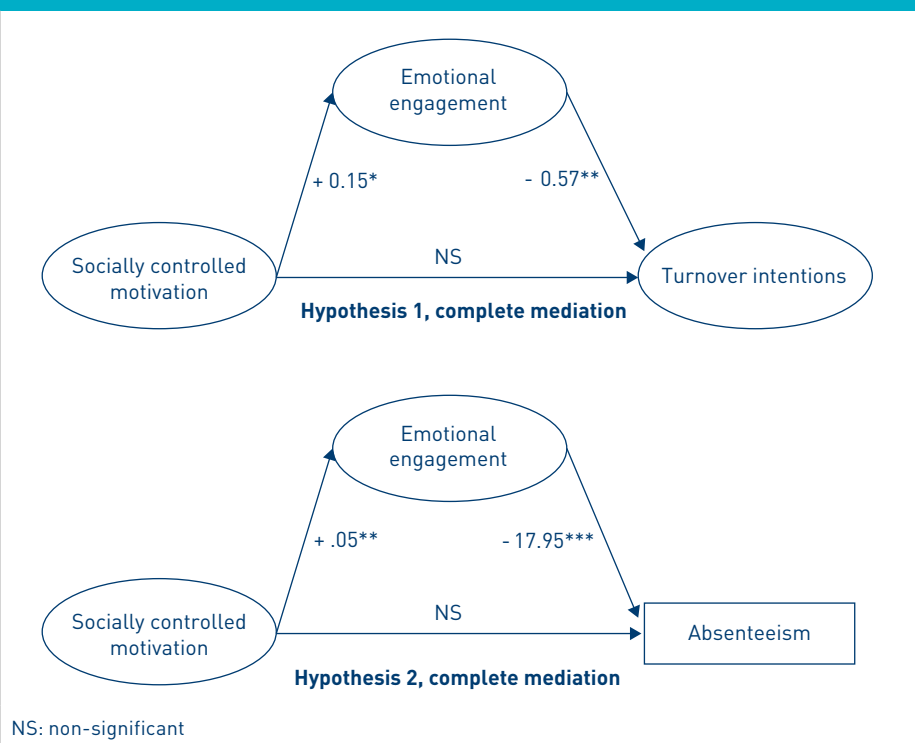 Emotional
engagement
+ 0.15*
- 0.57**
NS
Socially controlled
motivation
Turnover intentions
Hypothesis 1, complete mediation
Emotional
engagement
+ .05**
- 17.95***
NS
Socially controlled
motivation
Absenteeism
Hypothesis 2, complete mediation
NS: non-significant